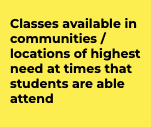 Classes available in
communities /
locations of highest
need at times that
students are able
attend